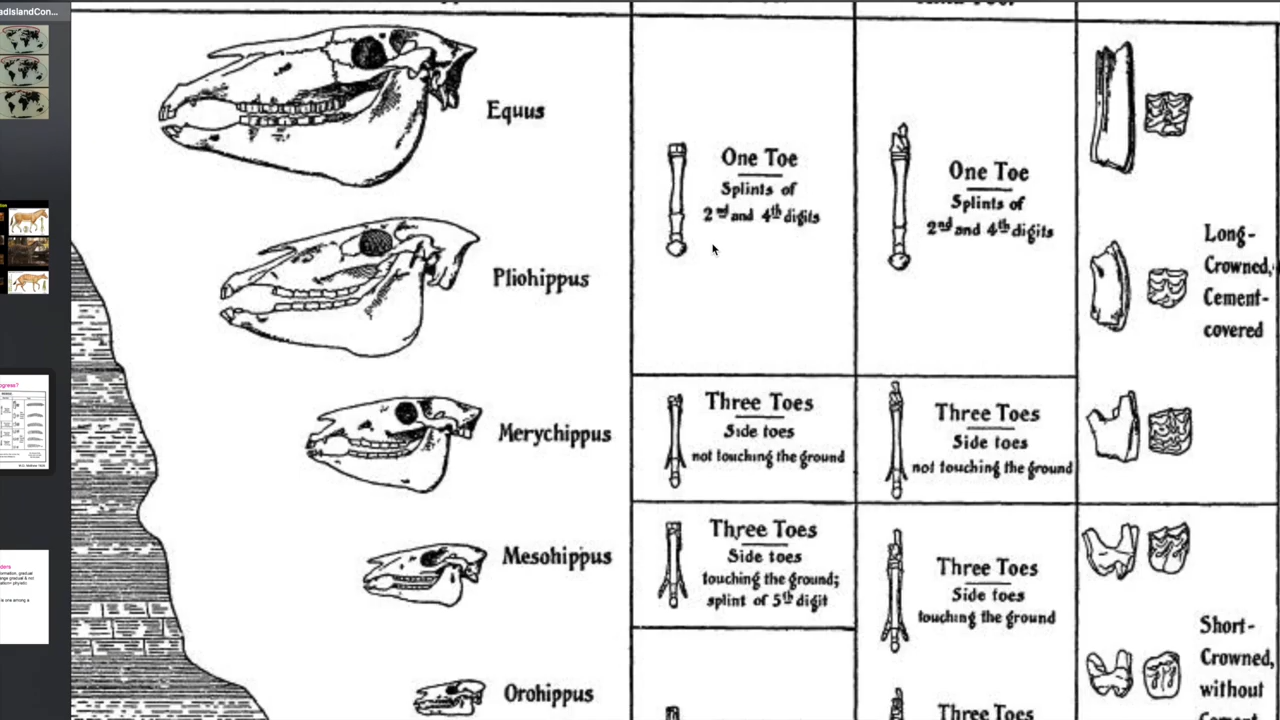 adIslandCon...
Equus
One Toe
Splints of
2nd and 4th digits
One Toe
Splints of
2nd and 4th digits
Long-
Crowned,
Cement-
covered
Pliohippus
Merychippus
Three Toes
Side toes
not touching the ground
Three Toes
Side toes
not touching the ground
Mesohippus
Three Toes
Side toes
touching the ground;
splint of 5th digit
Three Toes
Side toes
touching the ground
Short-
Crowned,
without
Cement
Orohippus
Three Toes